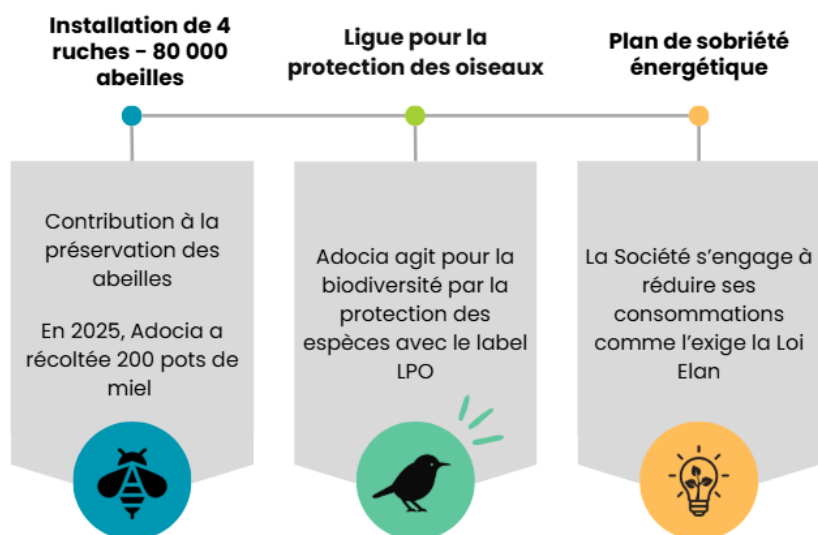 Installation de 4
ruches - 80 000
abeilles
Contribution à la
préservation des
abeilles
En 2025, Adocia a
récoltée 200 pots de
miel
Ligue pour la
protection des oiseaux
Adocia agit pour la
biodiversité par la
protection des
espèces avec le label
LPO
Plan de sobriété
énergétique
La Société s’engage à
réduire ses
consommations
comme l’exige la Loi
Elan